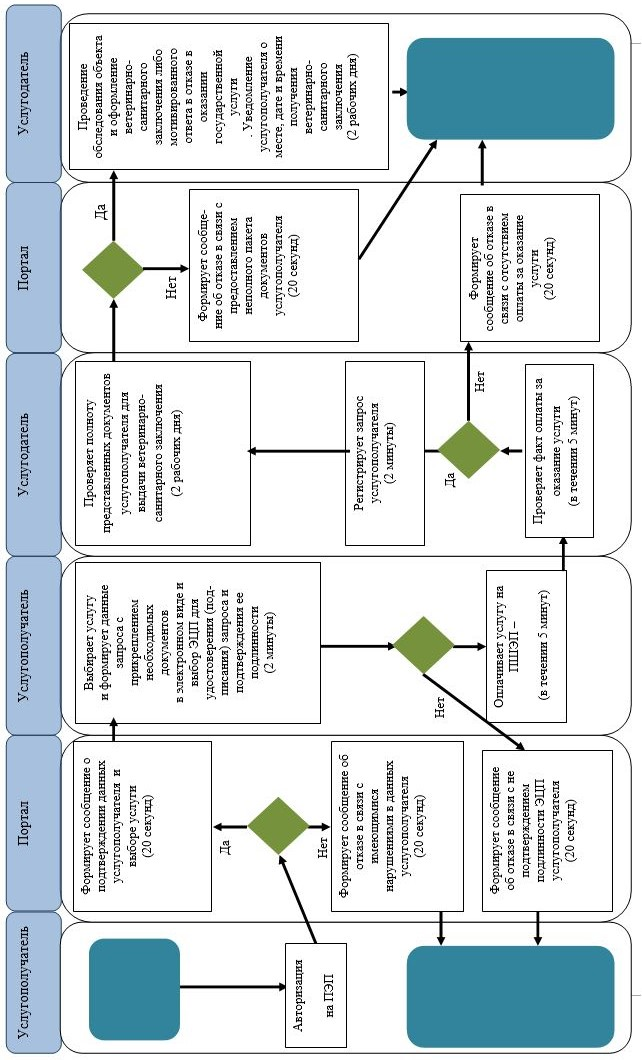 Услугополучатель
Портал
Услугополучатель
Услугодатель
Портал
Услугодатель
Авторизация
на ПЭП
Формирует сообщение о
подтверждении данных
услугополучателя и
выборе услуги
(20 секунд)
Да
Нет
Формирует сообщение об
отказе в связи с
имеющимися
нарушениями в данных
услугополучателя
(20 секунд)
Формирует сообщение
об отказе в связи с не
подтверждением
подлинности ЭЦП
услугополучателя
(20 секунд)
Выбирает услугу
и формирует данные
запроса с
прикреплением
необходимых
документов
в электронном виде и
выбор ЭЦП для
удостоверения (под-
писания) запроса и
подтверждения ее
подлинности
(2 минуты)
Нет
Оплачивает услугу на
ПШЭП –
(в течении 5 минут)
Проверяет полноту
представленных документов
услугополучателя для
выдачи ветеринарно-
санитарного заключения
(2 рабочих дня)
Регистрирует запрос
услугополучателя
(2 минуты)
Да
Нет
Проверяет факт оплаты за
оказание услуги
(в течении 5 минут)
Да
Нет
Формирует сообще-
ние об отказе в связи с
предоставлением
неполного пакета
документов
услугополучателя
(20 секунд)
Формирует
сообщение об отказе в
связи с отсутствием
оплаты за оказание
услуги
(20 секунд)
Проведение
обследования объекта
и оформление
ветеринарно-
санитарного
заключения либо
мотивированного
ответа в отказе в
оказании
государственной
услуги
. Уведомление
услугополучателя о
месте, дате и времени
получения
ветеринарно-
санитарного
заключения
(2 рабочих дня)